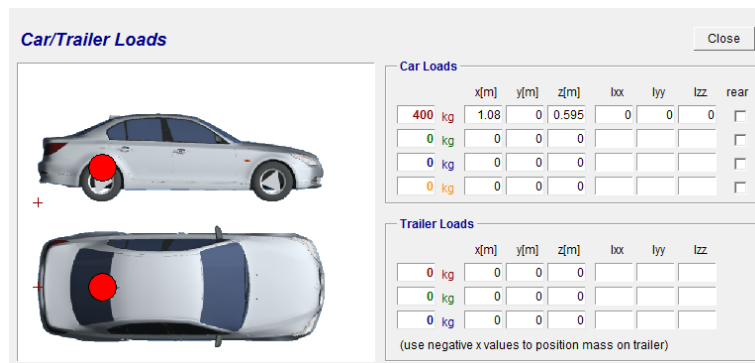 Car/Trailer Loads
Close
Car Loads
x[m] y[m] z[m] Ixx Iyy Izz rear
400 kg 1.08 0 0.595 0 0 0
0 kg 0 0 0
0 kg 0 0 0
0 kg 0 0 0
Trailer Loads
x[m] y[m] z[m] Ixx Iyy Izz
0 kg 0 0 0
0 kg 0 0 0
0 kg 0 0 0
(use negative x values to position mass on trailer)